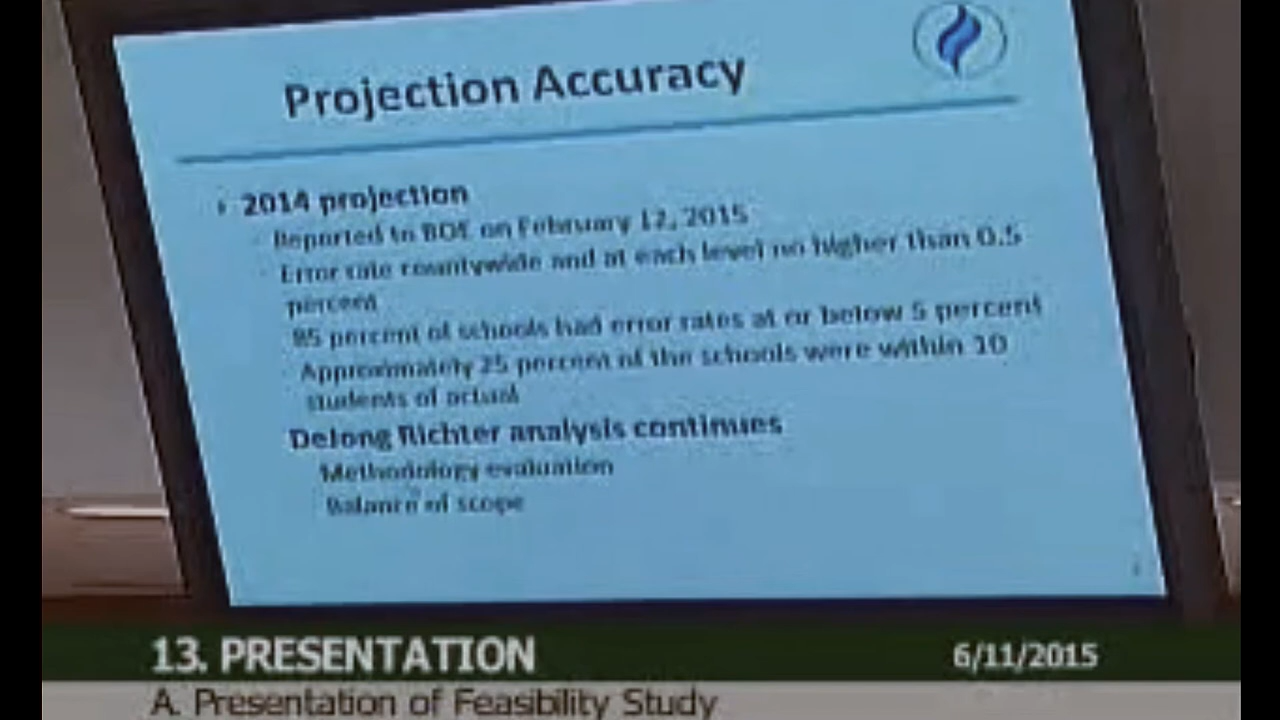 Projection Accuracy
2014 projection
Reported to BOE on February 12, 2015
Error rate countywide and at each level no higher than 0.5
percent
85 percent of schools had error rates at or below 5 percent
Approximately 25 percent of the schools were within 10
students of actual
DeJong Richter analysis continues
Methodology evaluation
Balance of scope
13. PRESENTATION
6/11/2015
A. Presentation of Feasibility Study